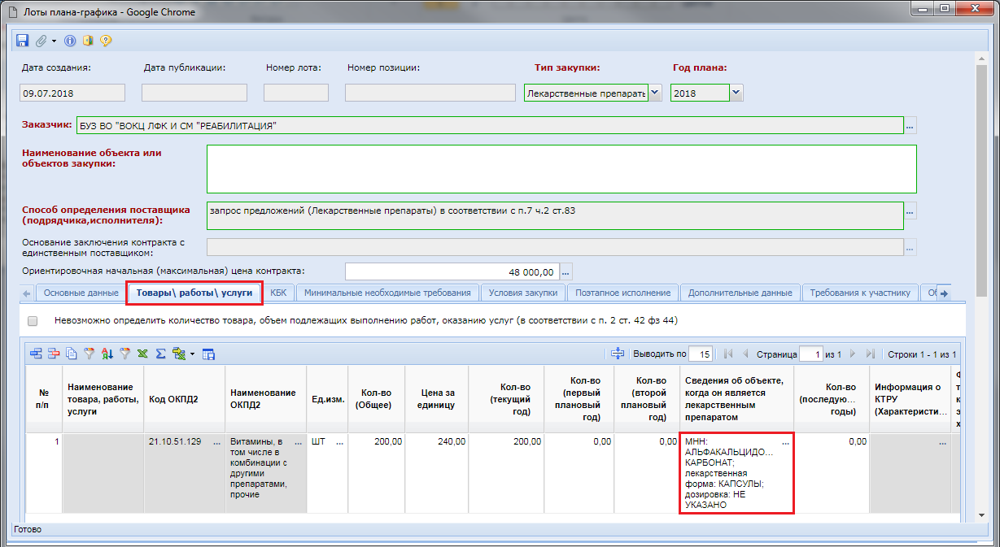 Лоты плана-графика - Google Chrome
Дата создания: Дата публикации: Номер лота: Номер позиции: Тип закупки: Год плана:
09.07.2018 Лекарственные препараты 2018
Заказчик: БУЗ ВО "ВОКЦ ЛФК И СМ "РЕАБИЛИТАЦИЯ" ...
Наименование объекта или
объектов закупки:
Способ определения поставщика
(подрядчика,исполнителя):
запрос предложений (Лекарственные препараты) в соответствии с п.7 ч.2 ст.83 ...
Основание заключения контракта с
единственным поставщиком: ...
Ориентировочная начальная (максимальная) цена контракта: 48 000,00 ...
Основные данные Товары\ работы\ услуги КБК Минимальные необходимые требования Условия закупки Поэтапное исполнение Дополнительные данные Требования к участнику Об
Невозможно определить количество товара, объем подлежащих выполнению работ, оказанию услуг (в соответствии с п. 2 ст. 42 фз 44)
Выводить по 15 Страница 1 из 1 Строки 1 - 1 из 1
№
п/п
Наименование
товара, работы,
услуги
Код ОКПД2
Наименование
ОКПД2
Ед.изм.
Кол-во
(Общее)
Цена за
единицу
Кол-во
(текущий
год)
Кол-во
(первый
плановый
год)
Кол-во
(второй
плановый
год)
Сведения об объекте,
когда он является
лекарственным
препаратом
Кол-во
(последую...
годы)
Информация о
КТРУ
(Характеристи...
1
21.10.51.129 ...
Витамины, в ...
том числе в
комбинации с
другими
препаратами,
прочие
ШТ ...
200,00
240,00
200,00
0,00
0,00
МНН: ...
АЛЬФАКАЛЬЦИДО...
КАРБОНАТ;
лекарственная
форма: КАПСУЛЫ;
дозировка: НЕ
УКАЗАНО
0,00
...
Готово